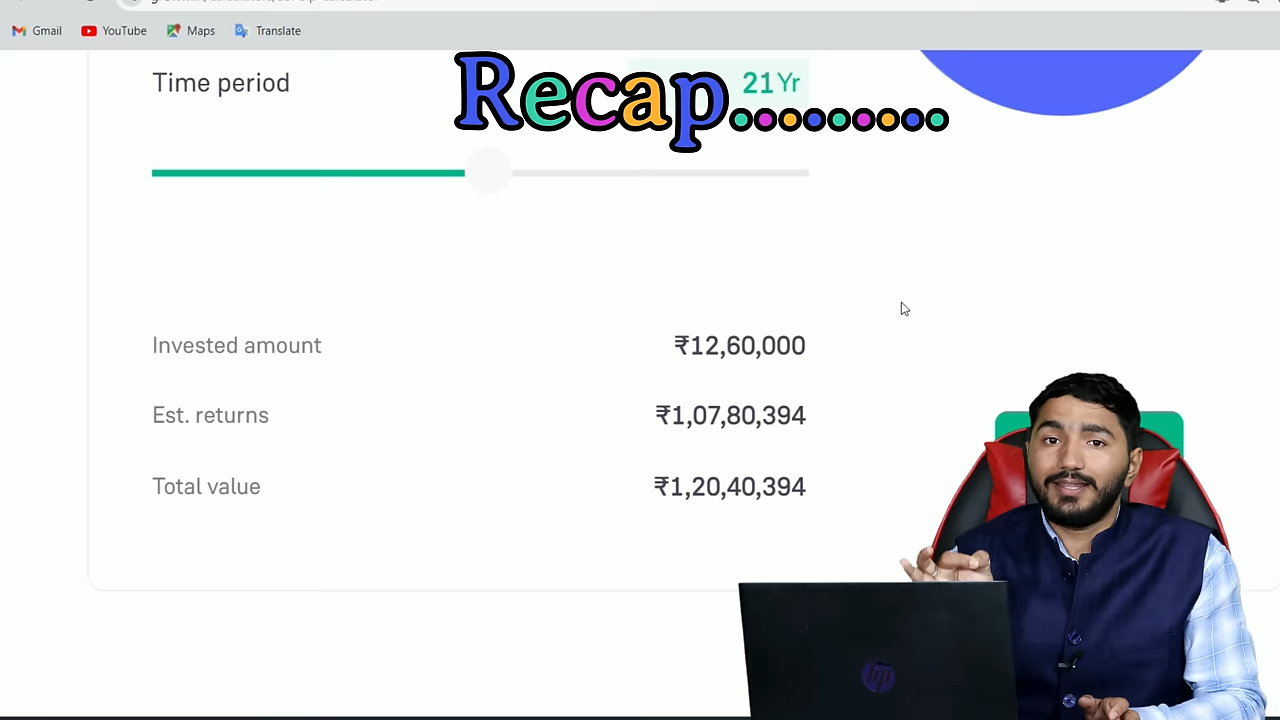 Gmail YouTube Maps Translate
Time period 21 Yr
Recap.........
Invested amount ₹12,60,000
Est. returns ₹1,07,80,394
Total value ₹1,20,40,394
hp